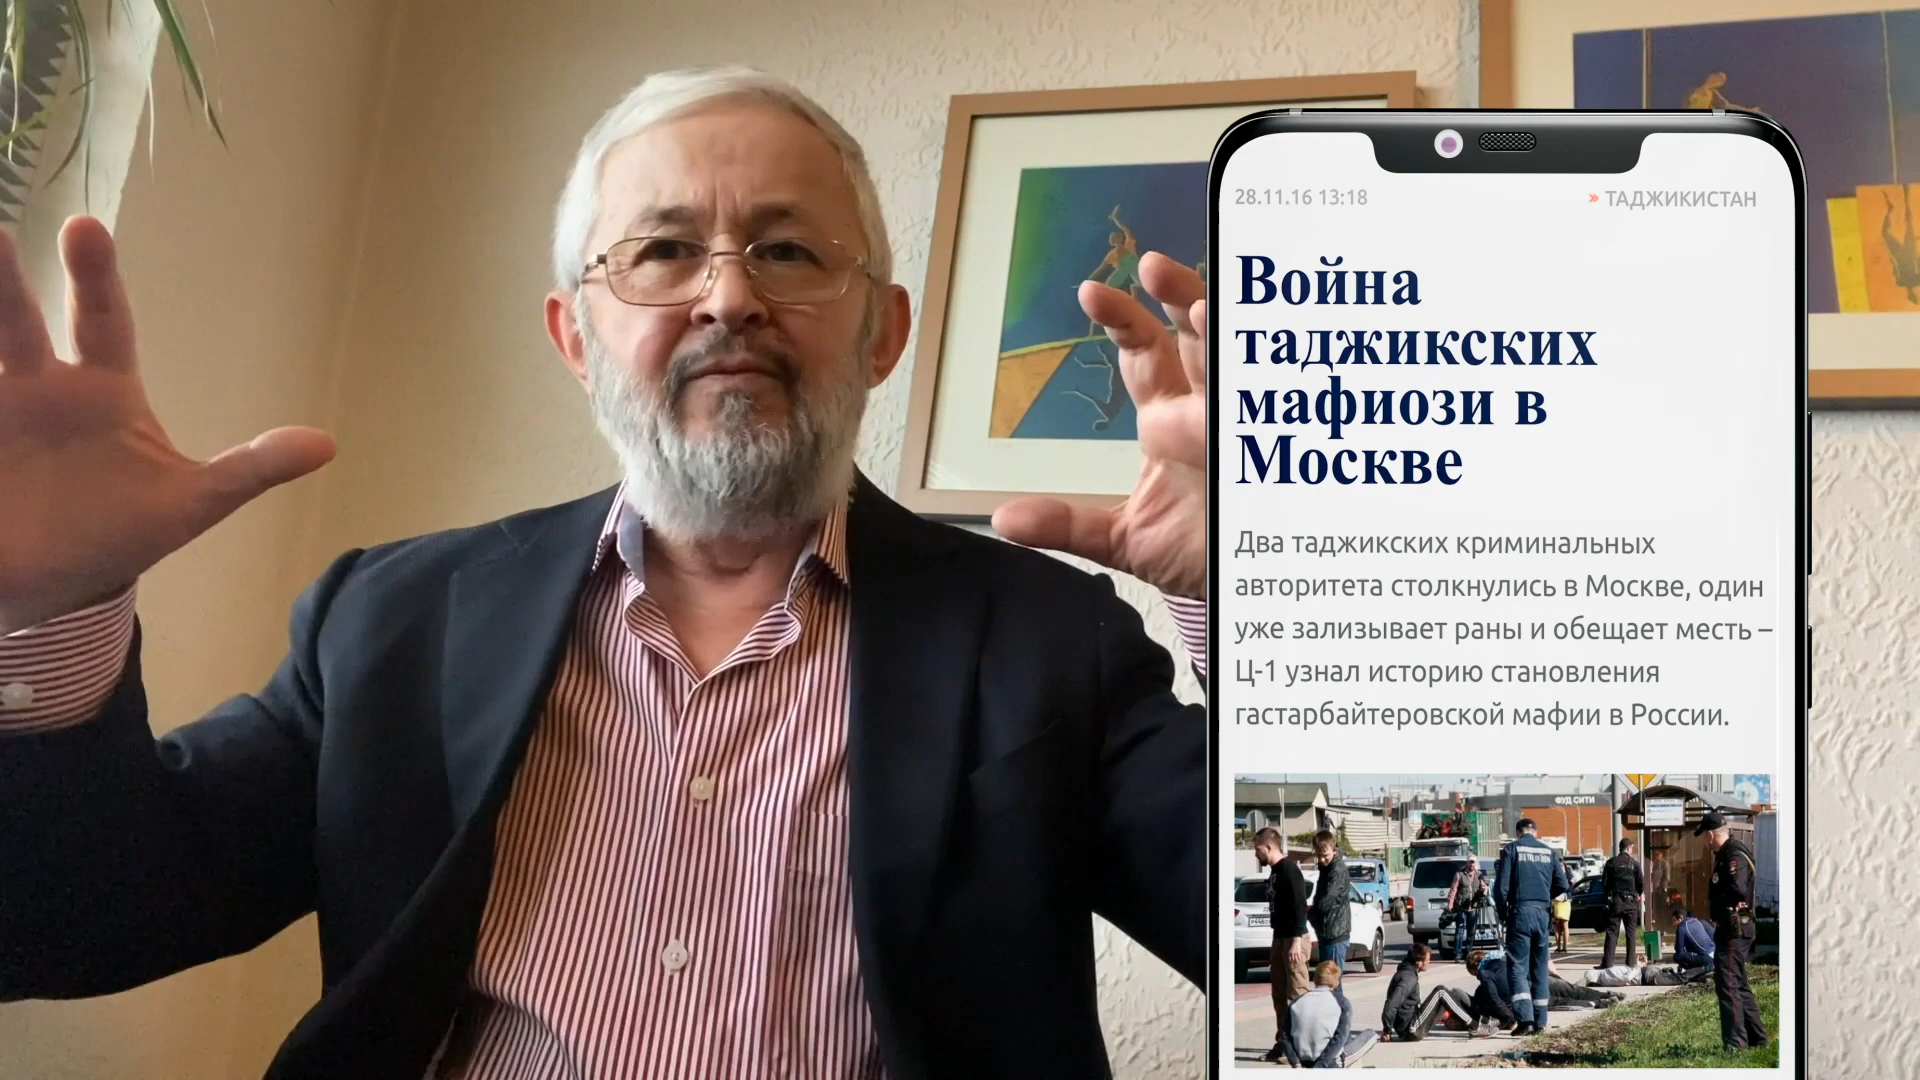 28.11.16 13:18
» ТАДЖИКИСТАН
Война
таджикских
мафиози в
Москве
Два таджикских криминальных
авторитета столкнулись в Москве, один
уже зализывает раны и обещает месть –
Ц-1 узнал историю становления
гастарбайтеровской мафии в России.
ФУД СИТИ